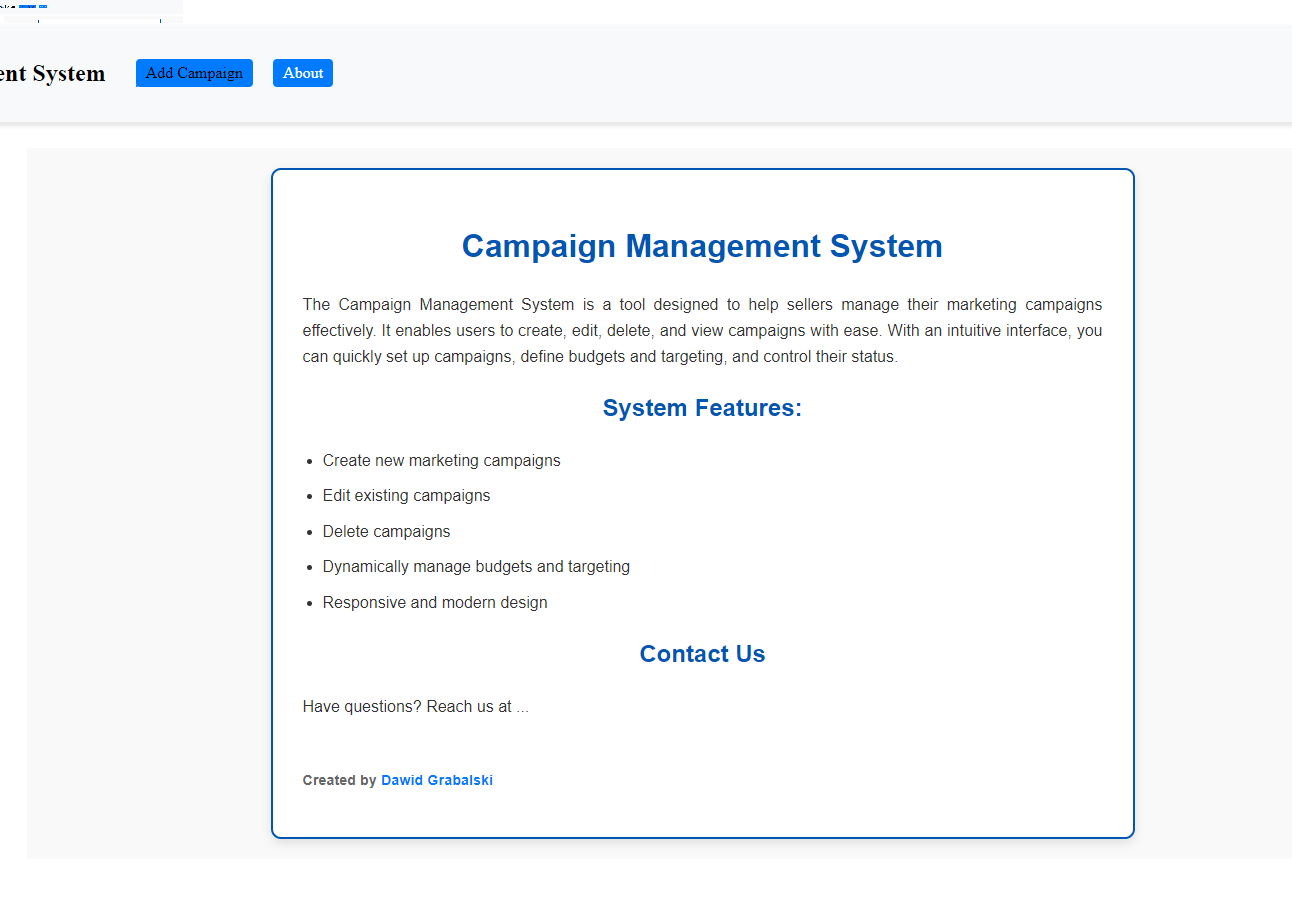 ent System Add Campaign About
Campaign Management System
The Campaign Management System is a tool designed to help sellers manage their marketing campaigns
effectively. It enables users to create, edit, delete, and view campaigns with ease. With an intuitive interface, you
can quickly set up campaigns, define budgets and targeting, and control their status.
System Features:
• Create new marketing campaigns
• Edit existing campaigns
• Delete campaigns
• Dynamically manage budgets and targeting
• Responsive and modern design
Contact Us
Have questions? Reach us at ...
Created by Dawid Grabalski